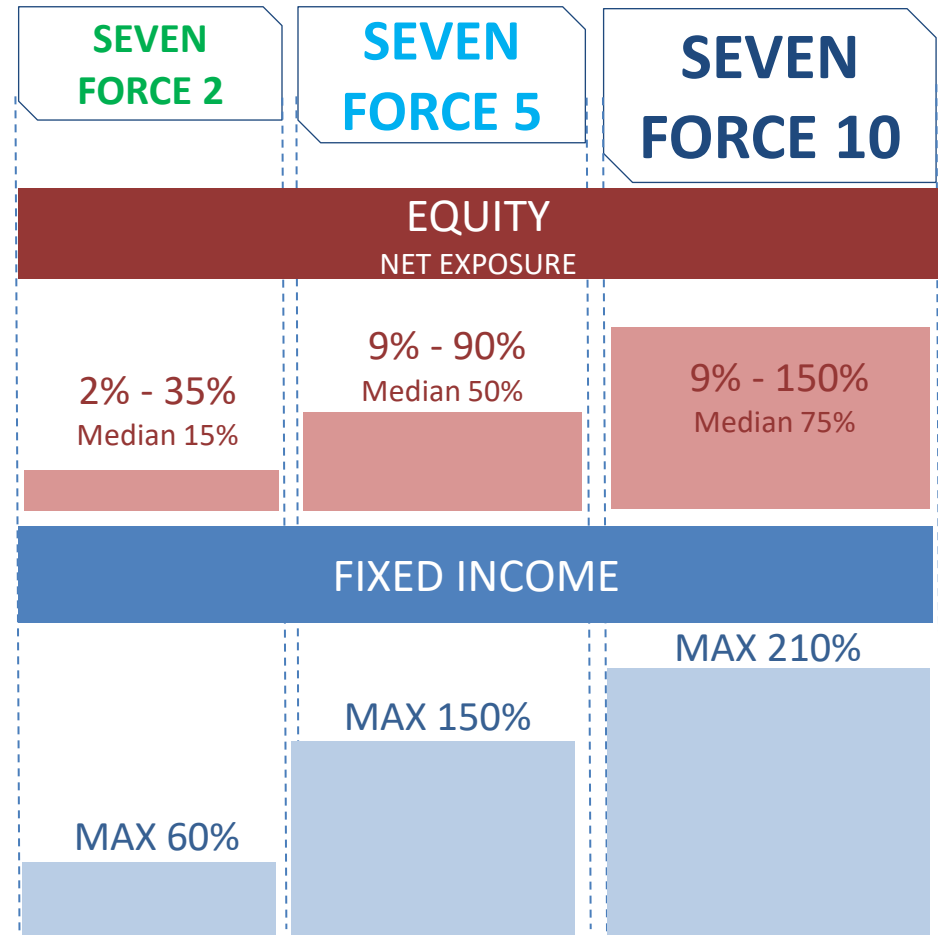 SEVEN
FORCE 2
SEVEN
FORCE 5
SEVEN
FORCE 10
EQUITY
NET EXPOSURE
2% - 35%
Median 15%
9% - 90%
Median 50%
9% - 150%
Median 75%
FIXED INCOME
MAX 60%
MAX 150%
MAX 210%